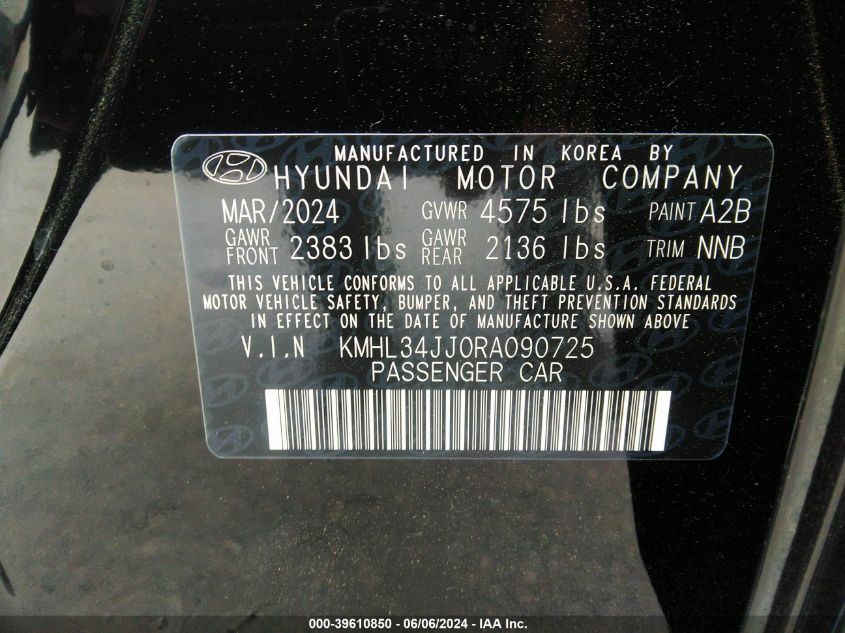 MANUFACTURED IN KOREA BY
HYUNDAI MOTOR COMPANY
MAR/2024 GVWR 4575 lbs PAINT A2B
GAWR FRONT 2383 lbs GAWR REAR 2136 lbs TRIM NNB
THIS VEHICLE CONFORMS TO ALL APPLICABLE U.S.A. FEDERAL
MOTOR VEHICLE SAFETY, BUMPER, AND THEFT PREVENTION STANDARDS
IN EFFECT ON THE DATE OF MANUFACTURE SHOWN ABOVE
V.I.N KMHL34JJ0RA090725
PASSENGER CAR
000-39610850 - 06/06/2024 - IAA Inc.